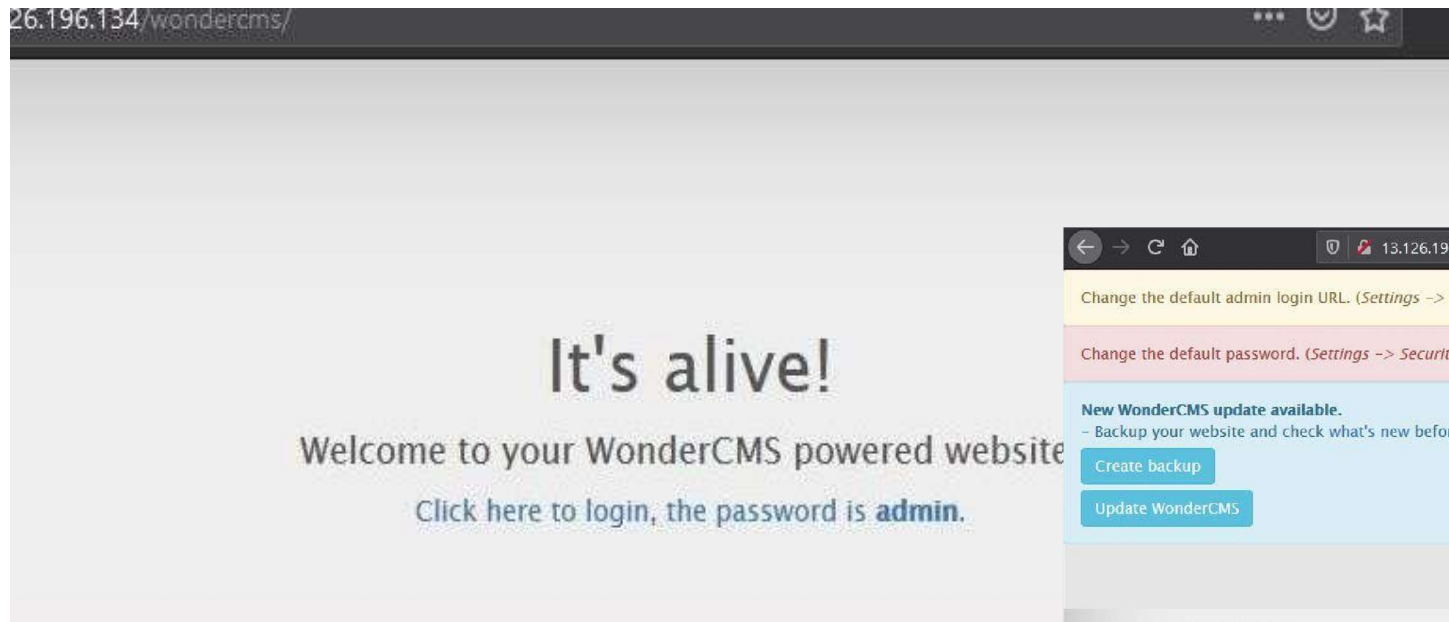 26.196.134/wondercms/
It's alive!
Welcome to your WonderCMS powered website
Click here to login, the password is admin.
13.126.19
Change the default admin login URL. (Settings ->
Change the default password. (Settings -> Securit
New WonderCMS update available.
- Backup your website and check what's new befor
Create backup
Update WonderCMS